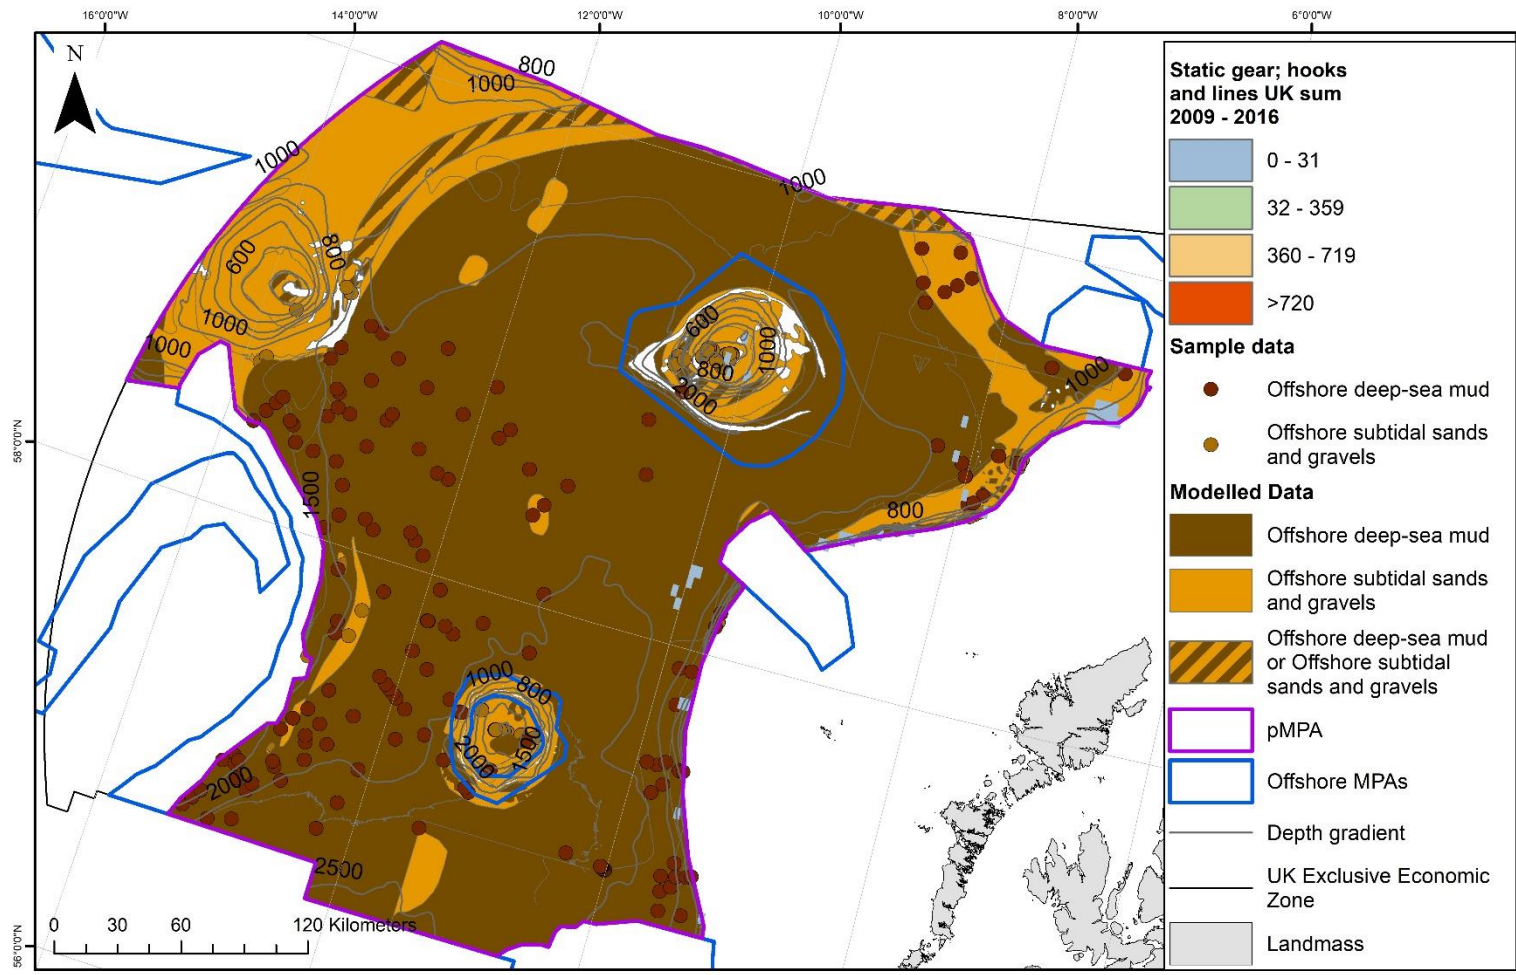 16°0'0"W
14°0'0"W
12°0'0"W
10°0'0"W
8°0'0"W
6°0'0"W
N
800
1000
1000
1000
600
800
1000
1000
600
1000
800
2000
1000
58°0'0"N
1500
800
1000
800
2000
1500
2000
2500
0 30 60 120 Kilometers
56°0'0"N
Static gear; hooks
and lines UK sum
2009 - 2016
0 - 31
32 - 359
360 - 719
>720
Sample data
Offshore deep-sea mud
Offshore subtidal sands
and gravels
Modelled Data
Offshore deep-sea mud
Offshore subtidal sands
and gravels
Offshore deep-sea mud
or Offshore subtidal
sands and gravels
pMPA
Offshore MPAs
Depth gradient
UK Exclusive Economic
Zone
Landmass